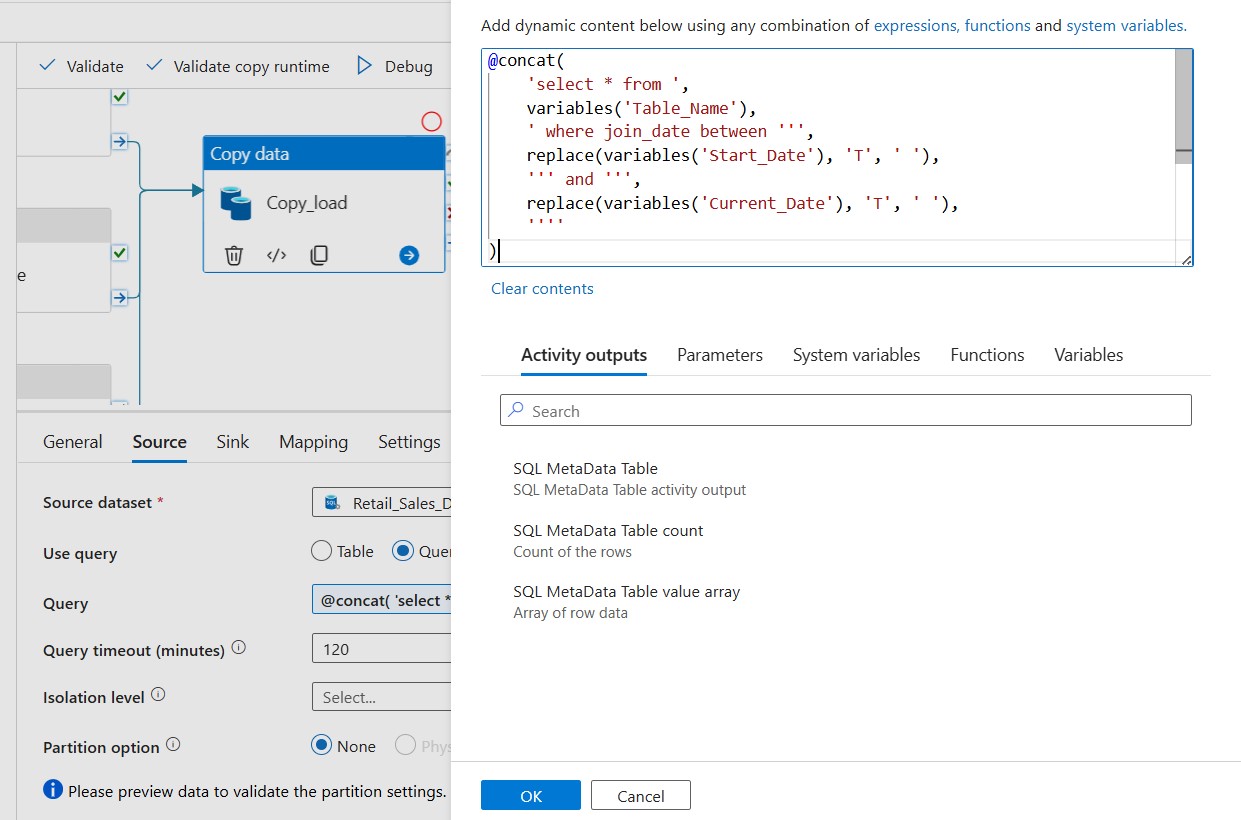 Add dynamic content below using any combination of expressions, functions and system variables.
@concat(
'select * from ',
variables('Table_Name'),
' where join_date between ''',
replace(variables('Start_Date'), 'T', ' '),
''' and ''',
replace(variables('Current_Date'), 'T', ' '),
''''
)
Clear contents
Activity outputs Parameters System variables Functions Variables
Search
SQL MetaData Table
SQL MetaData Table activity output
SQL MetaData Table count
Count of the rows
SQL MetaData Table value array
Array of row data
OK Cancel
Validate Validate copy runtime Debug
Copy data
Copy_load
e
General Source Sink Mapping Settings
Source dataset *
SQL
Retail_Sales_D
Use query
Table Quer
Query
@concat( 'select *
Query timeout (minutes)
120
Isolation level
Select...
Partition option
None Phys
Please preview data to validate the partition settings.